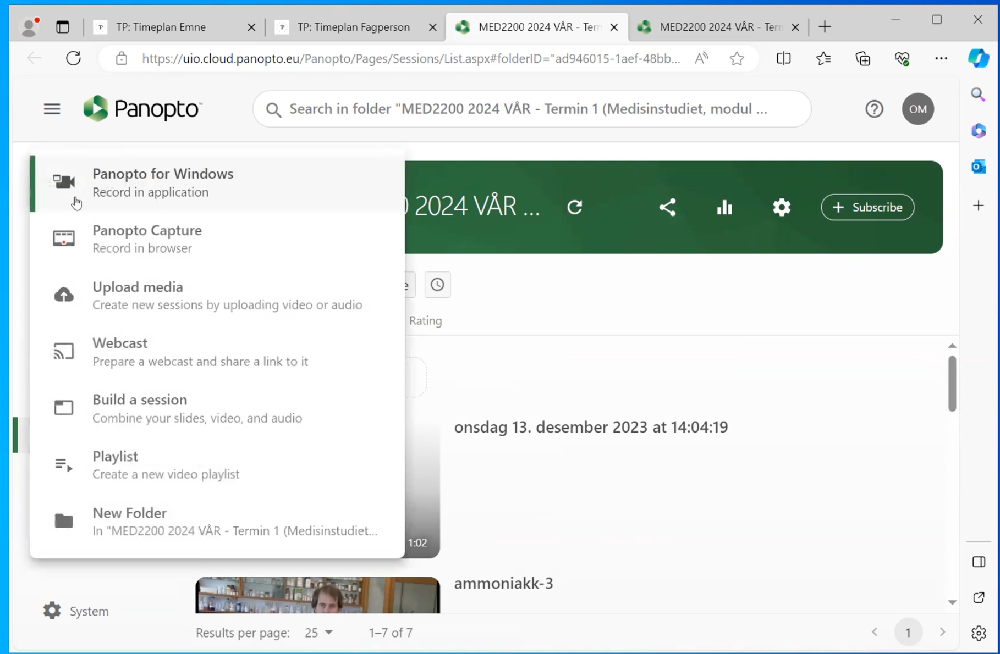 TP: Timeplan Emne
TP: Timeplan Fagperson
MED2200 2024 VÅR - Tern
MED2200 2024 VÅR - Tern
https://uio.cloud.panopto.eu/Panopto/Pages/Sessions/List.aspx#folderID="ad946015-1aef-48bb...
Panopto™
Search in folder "MED2200 2024 VÅR - Termin 1 (Medisinstudiet, modul ...
OM
Panopto for Windows
Record in application
2024 VÅR ...
Subscribe
Panopto Capture
Record in browser
Upload media
Create new sessions by uploading video or audio
Rating
Webcast
Prepare a webcast and share a link to it
Build a session
Combine your slides, video, and audio
onsdag 13. desember 2023 at 14:04:19
Playlist
Create a new video playlist
New Folder
In "MED2200 2024 VÅR - Termin 1 (Medisinstudiet...
1:02
ammoniakk-3
System
Results per page: 25
1–7 of 7
1